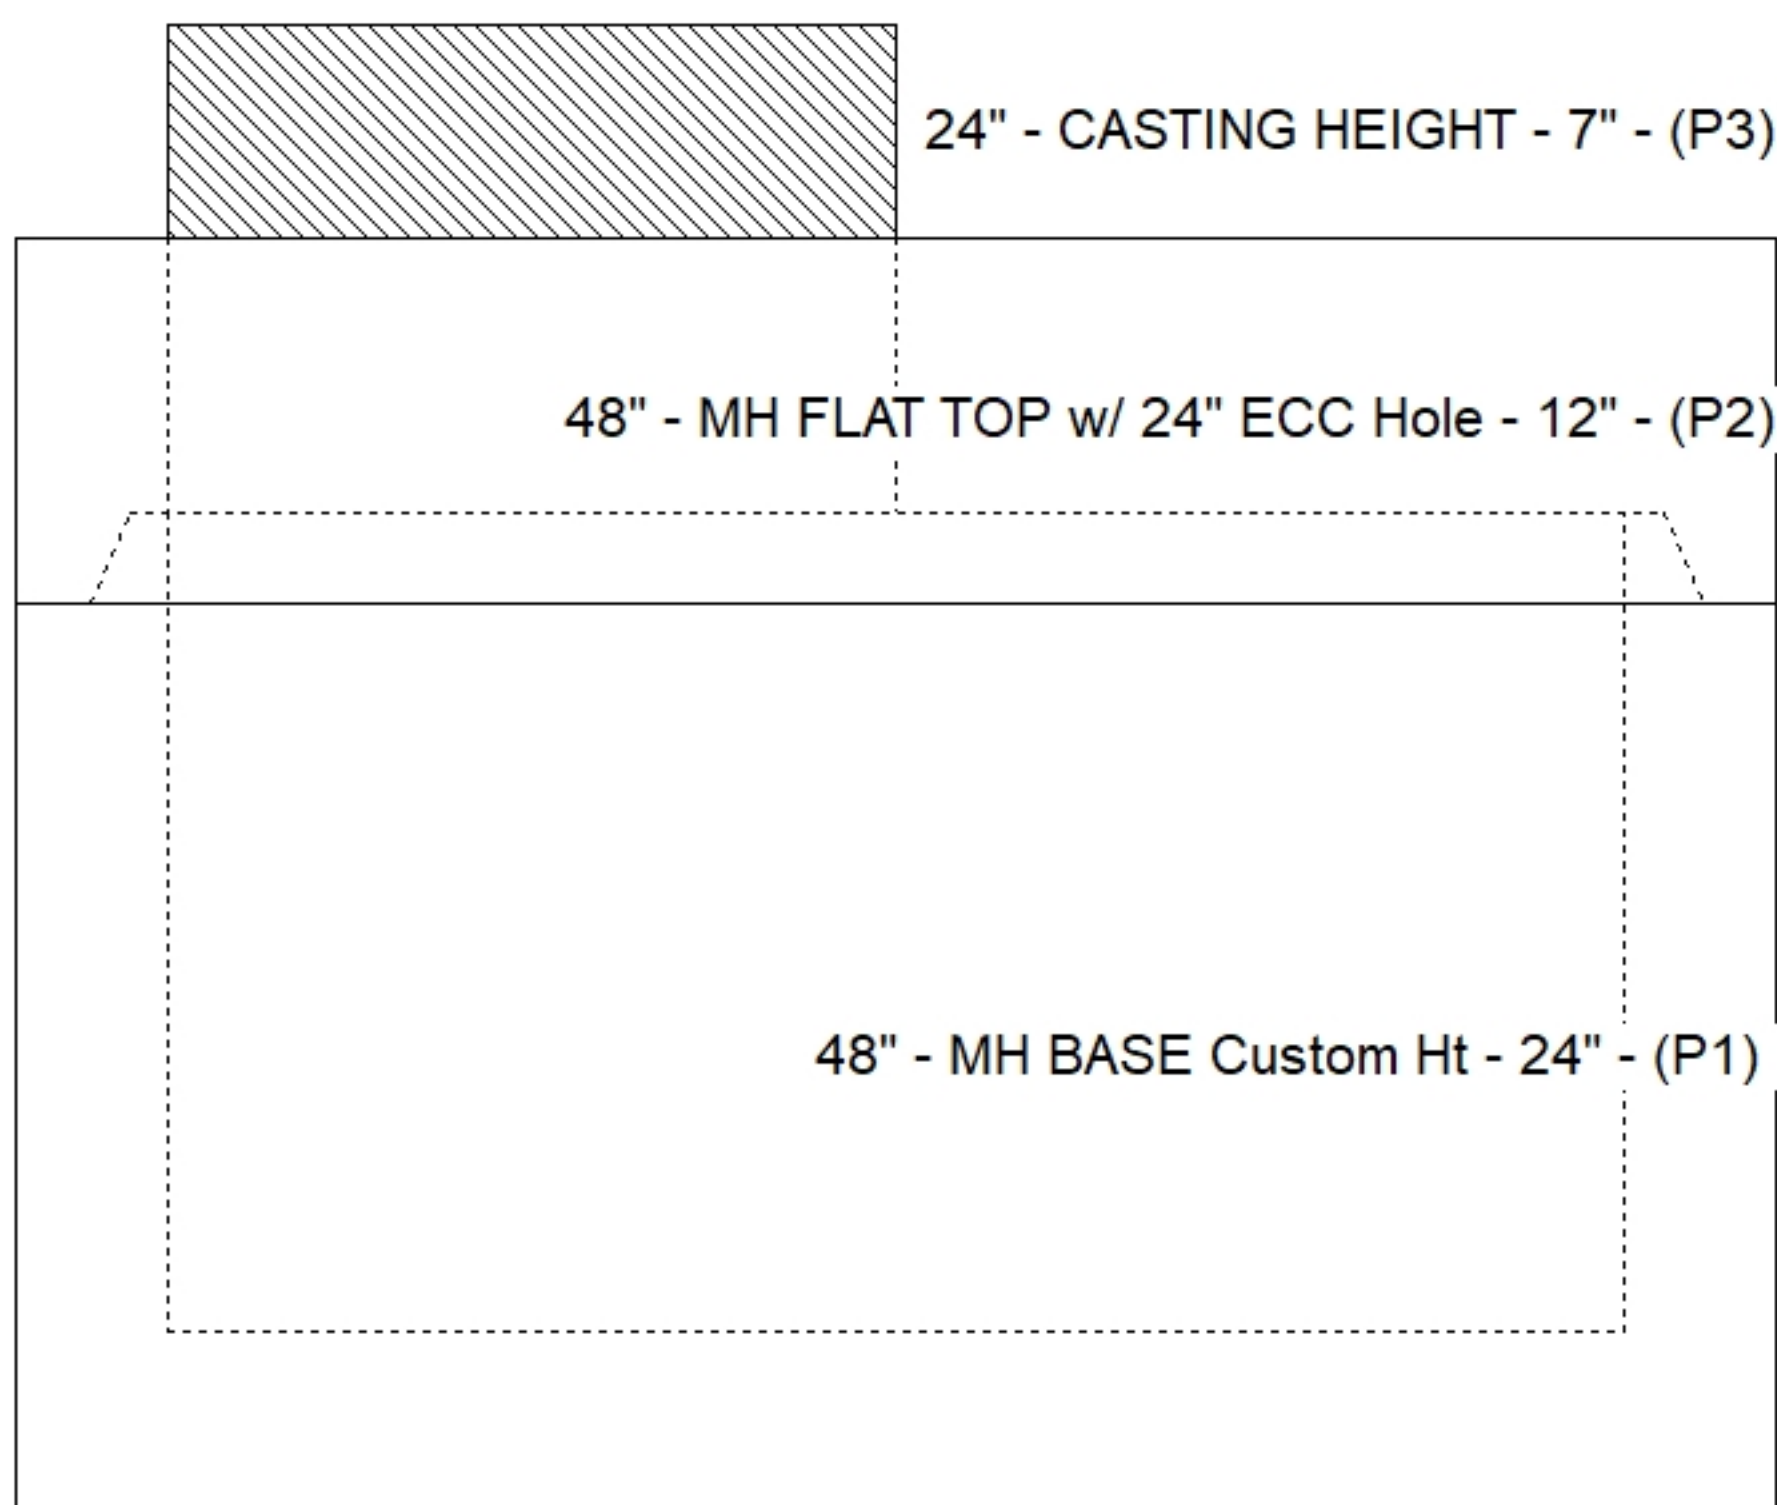 24" - CASTING HEIGHT - 7" - (P3)
48" - MH FLAT TOP w/ 24" ECC Hole - 12" - (P2)
48" - MH BASE Custom Ht - 24" - (P1)